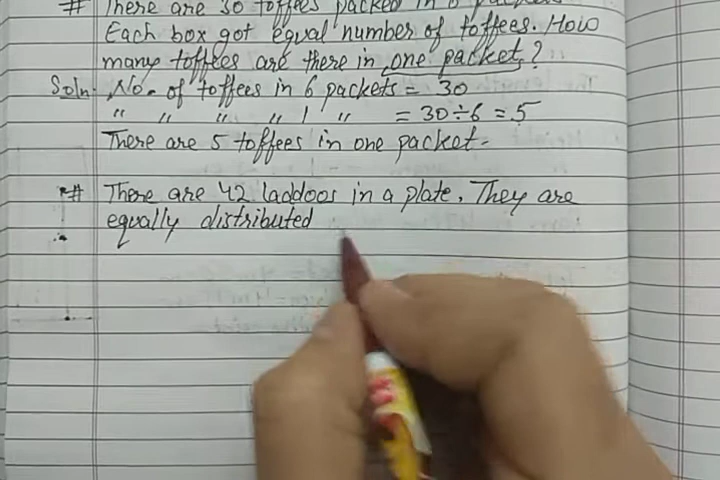 # There are 30 toffees packed in 6
Each box got equal number of toffees. How
many toffees are there in one packet?
Soln. No. of toffees in 6 packets = 30
" " " " 1 " = 30÷6 = 5
There are 5 toffees in one packet.
# There are 42 laddoos in a plate. They are
equally distributed